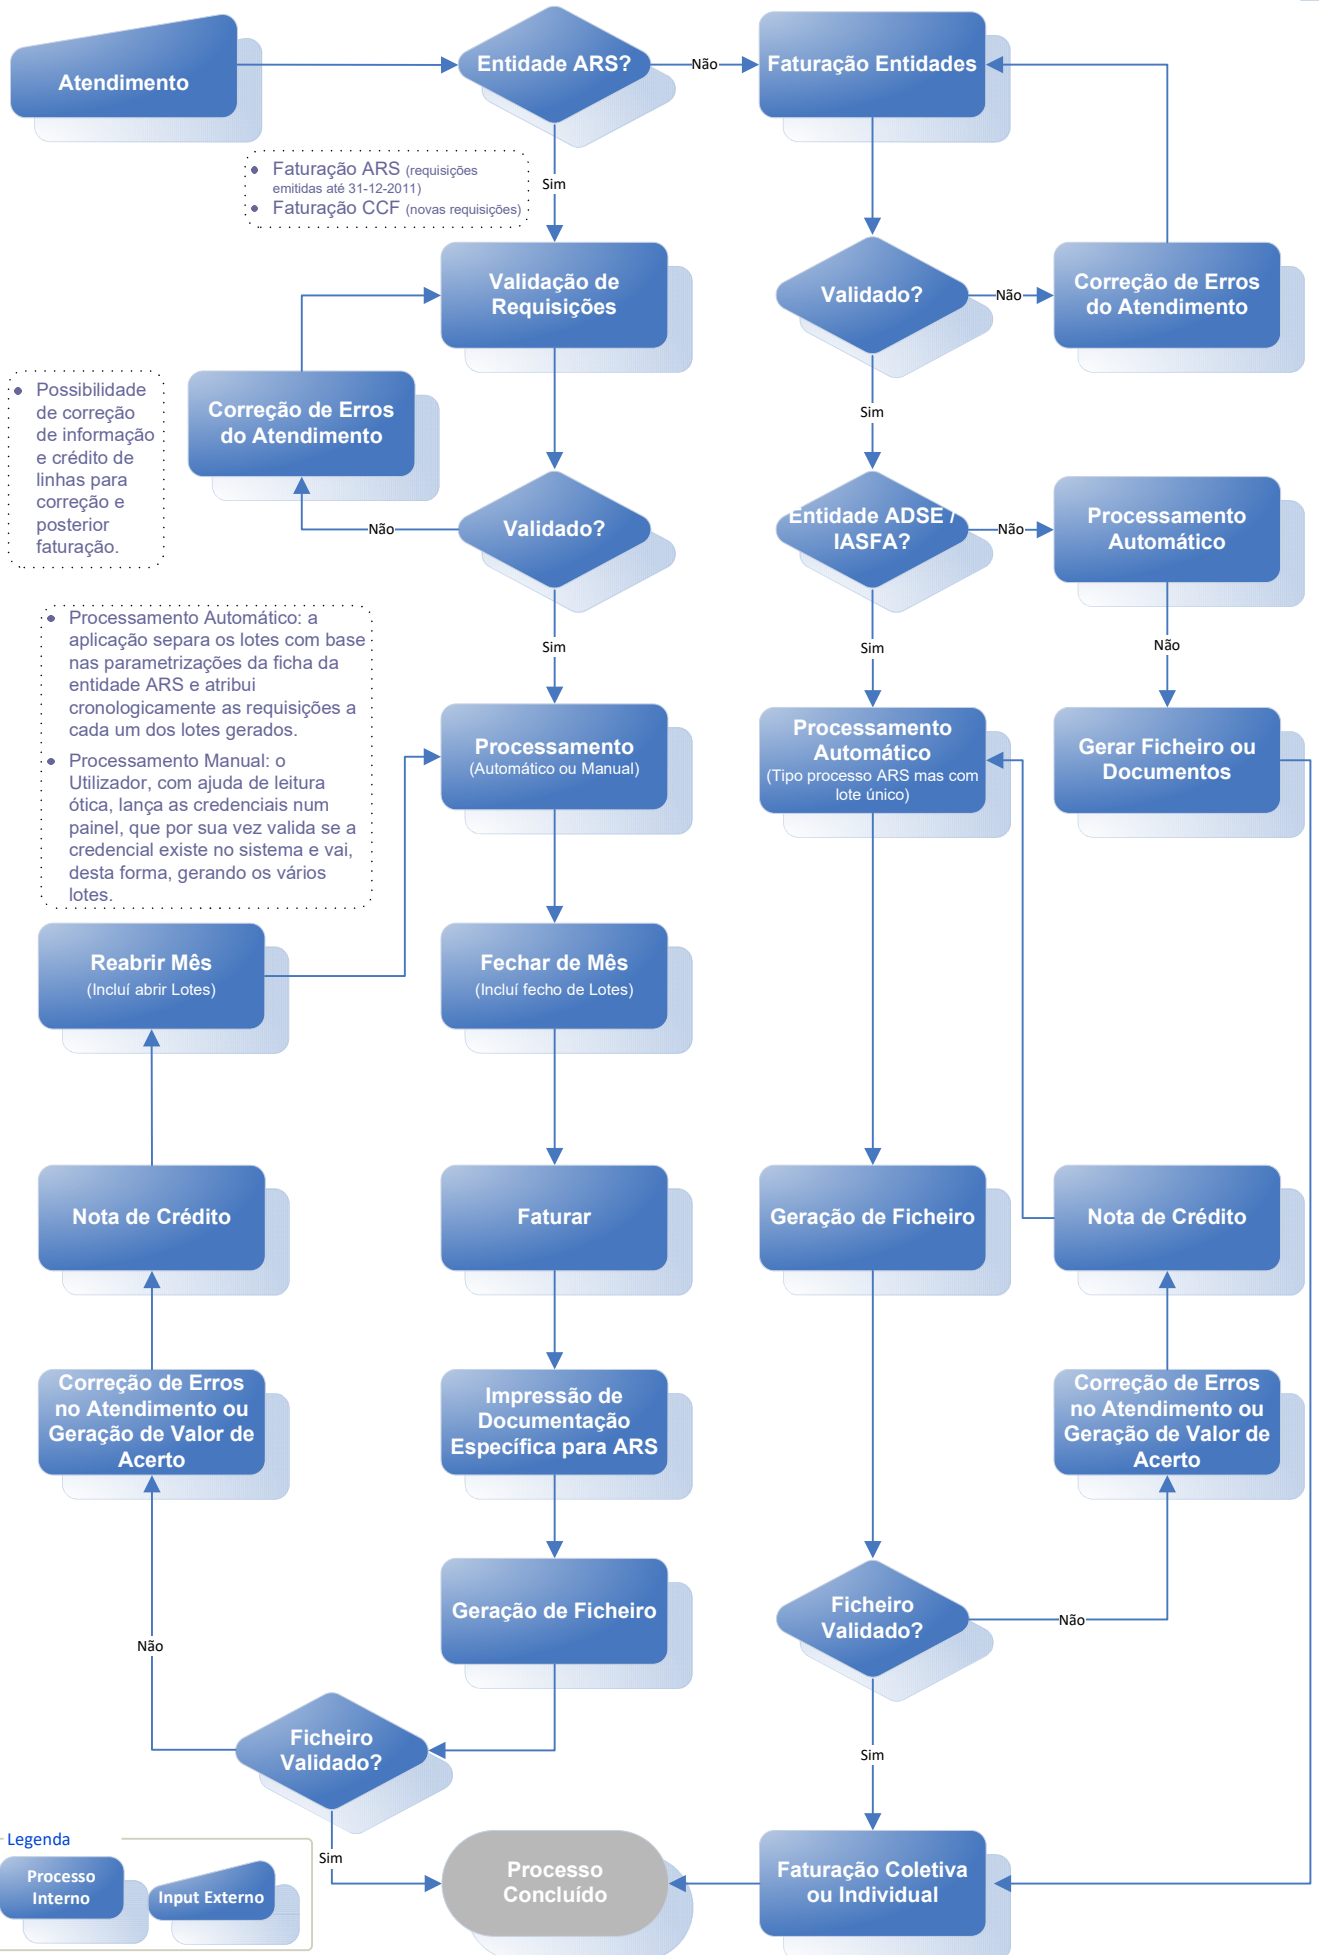 Atendimento
Entidade ARS?
Não
Faturação Entidades
• Faturação ARS (requisições
emitidas até 31-12-2011)
• Faturação CCF (novas requisições)
Sim
Validação de
Requisições
Validado?
Não
Correção de Erros
do Atendimento
• Possibilidade
de correção
de informação
e crédito de
linhas para
correção e
posterior
faturação.
Correção de Erros
do Atendimento
Sim
Não
Validado?
Entidade ADSE /
IASFA?
Não
Processamento
Automático
• Processamento Automático: a
aplicação separa os lotes com base
nas parametrizações da ficha da
entidade ARS e atribui
cronologicamente as requisições a
cada um dos lotes gerados.
• Processamento Manual: o
Utilizador, com ajuda de leitura
ótica, lança as credenciais num
painel, que por sua vez valida se a
credencial existe no sistema e vai,
desta forma, gerando os vários
lotes.
Sim
Sim
Não
Processamento
(Automático ou Manual)
Processamento
Automático
(Tipo processo ARS mas com
lote único)
Gerar Ficheiro ou
Documentos
Reabrir Mês
(Incluí abrir Lotes)
Fechar de Mês
(Incluí fecho de Lotes)
Nota de Crédito
Faturar
Geração de Ficheiro
Nota de Crédito
Correção de Erros
no Atendimento ou
Geração de Valor de
Acerto
Impressão de
Documentação
Específica para ARS
Correção de Erros
no Atendimento ou
Geração de Valor de
Acerto
Geração de Ficheiro
Ficheiro
Validado?
Não
Não
Ficheiro
Validado?
Sim
Legenda
Processo
Interno
Input Externo
Sim
Processo
Concluído
Faturação Coletiva
ou Individual